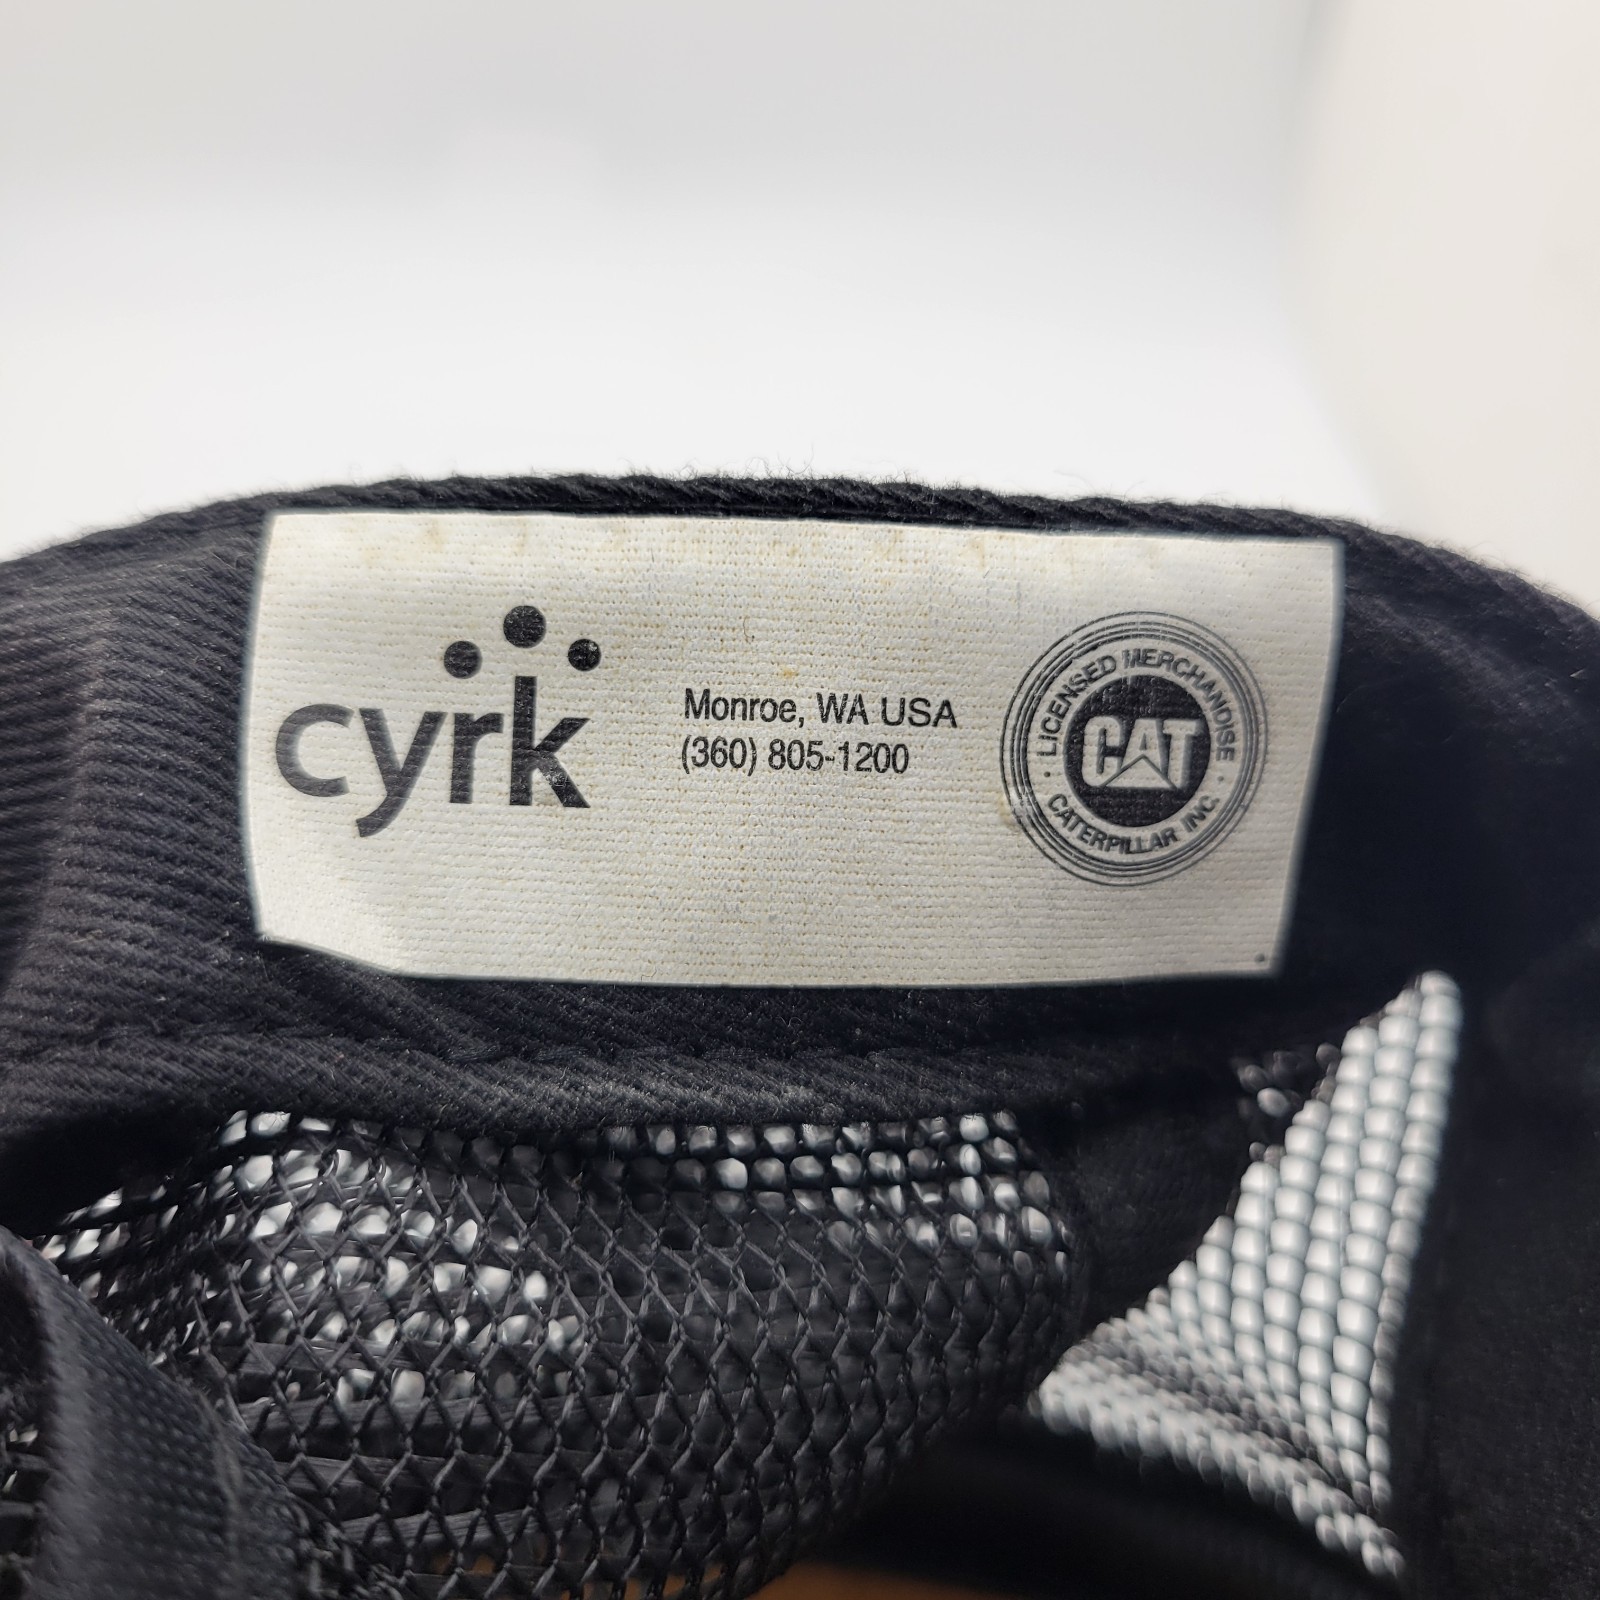 cyrk
Monroe, WA USA
(360) 805-1200
· LICENSED MERCHANDISE ·
CAT
CATERPILLAR INC.